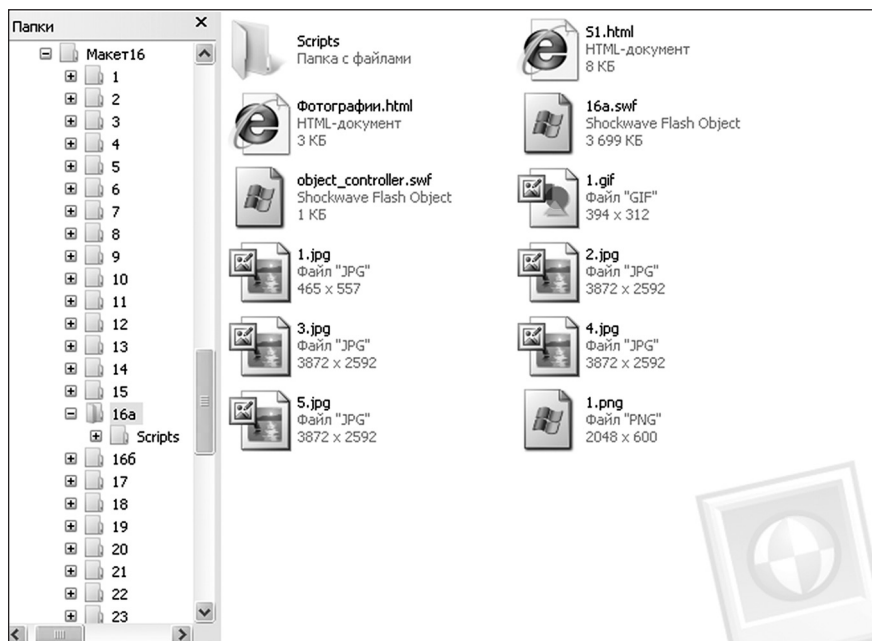 Папки
Макет16
1
2
3
4
5
6
7
8
9
10
11
12
13
14
15
16а
Scripts
16б
17
18
19
20
21
22
23
Scripts
Папка с файлами
S1.html
HTML-документ
8 КБ
Фотографии.html
HTML-документ
3 КБ
16a.swf
Shockwave Flash Object
3 699 КБ
object_controller.swf
Shockwave Flash Object
1 КБ
1.gif
Файл "GIF"
394 x 312
1.jpg
Файл "JPG"
465 x 557
2.jpg
Файл "JPG"
3872 x 2592
3.jpg
Файл "JPG"
3872 x 2592
4.jpg
Файл "JPG"
3872 x 2592
5.jpg
Файл "JPG"
3872 x 2592
1.png
Файл "PNG"
2048 x 600